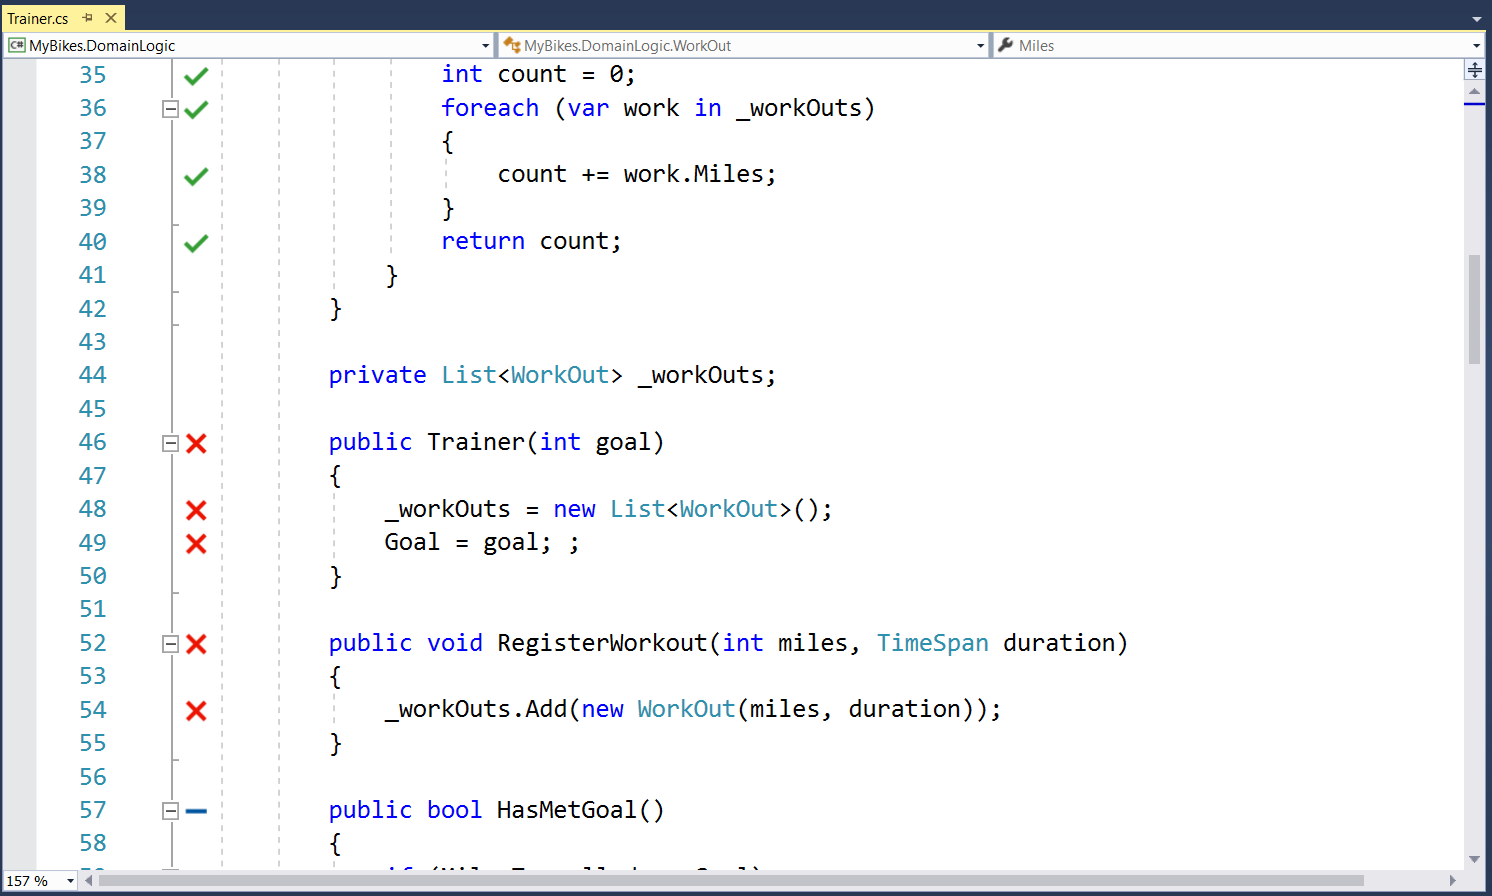 Trainer.cs
C# MyBikes.DomainLogic MyBikes.DomainLogic.WorkOut Miles
35 int count = 0;
36 foreach (var work in _workOuts)
37 {
38 count += work.Miles;
39 }
40 return count;
41 }
42 }
43
44 private List<WorkOut> _workOuts;
45
46 public Trainer(int goal)
47 {
48 _workOuts = new List<WorkOut>();
49 Goal = goal; ;
50 }
51
52 public void RegisterWorkout(int miles, TimeSpan duration)
53 {
54 _workOuts.Add(new WorkOut(miles, duration));
55 }
56
57 public bool HasMetGoal()
58 {
157 %